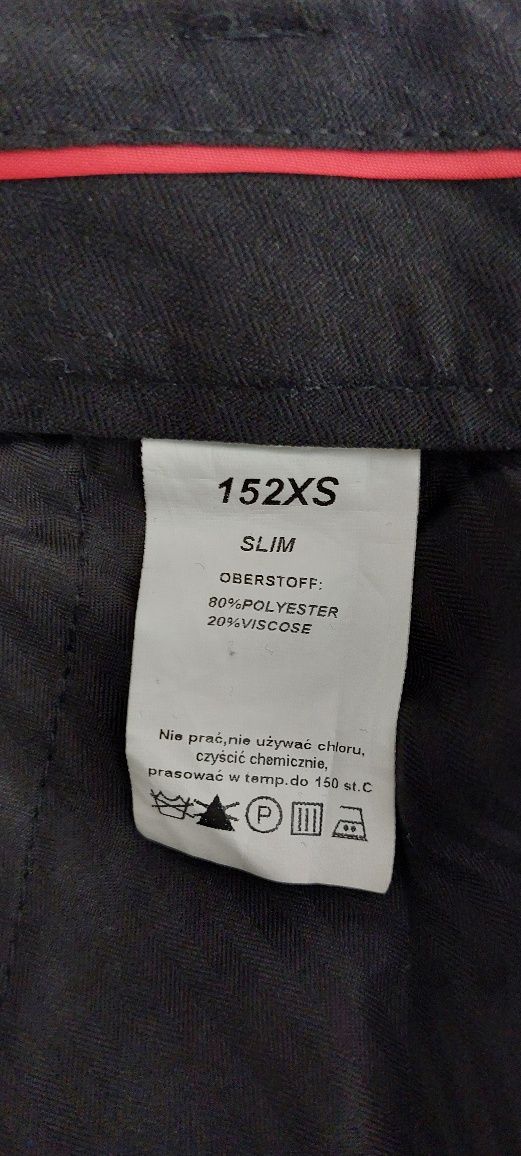 152XS
SLIM
OBERSTOFF:
80%POLYESTER
20%VISCOSE
Nie prać,nie używać chloru,
czyścić chemicznie,
prasować w temp.do 150 st.C
P